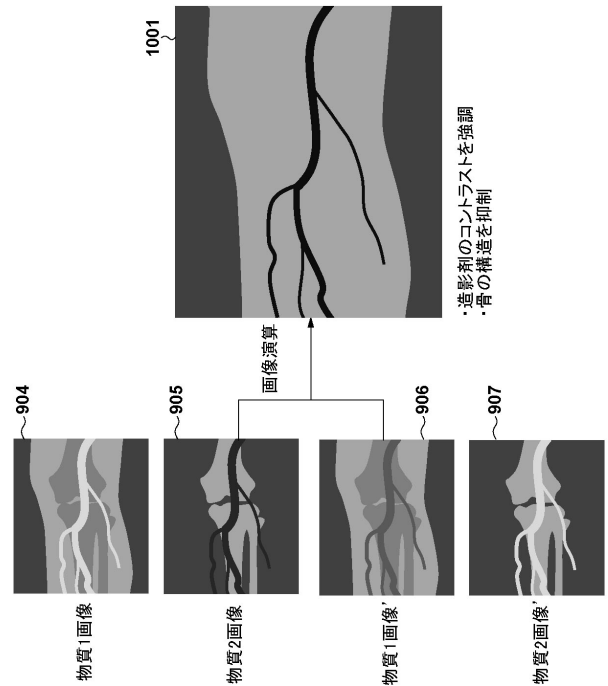 物質1画像
904
物質2画像
905
物質1画像'
906
物質2画像'
907
画像演算
1001
・造影剤のコントラストを強調
・骨の構造を抑制